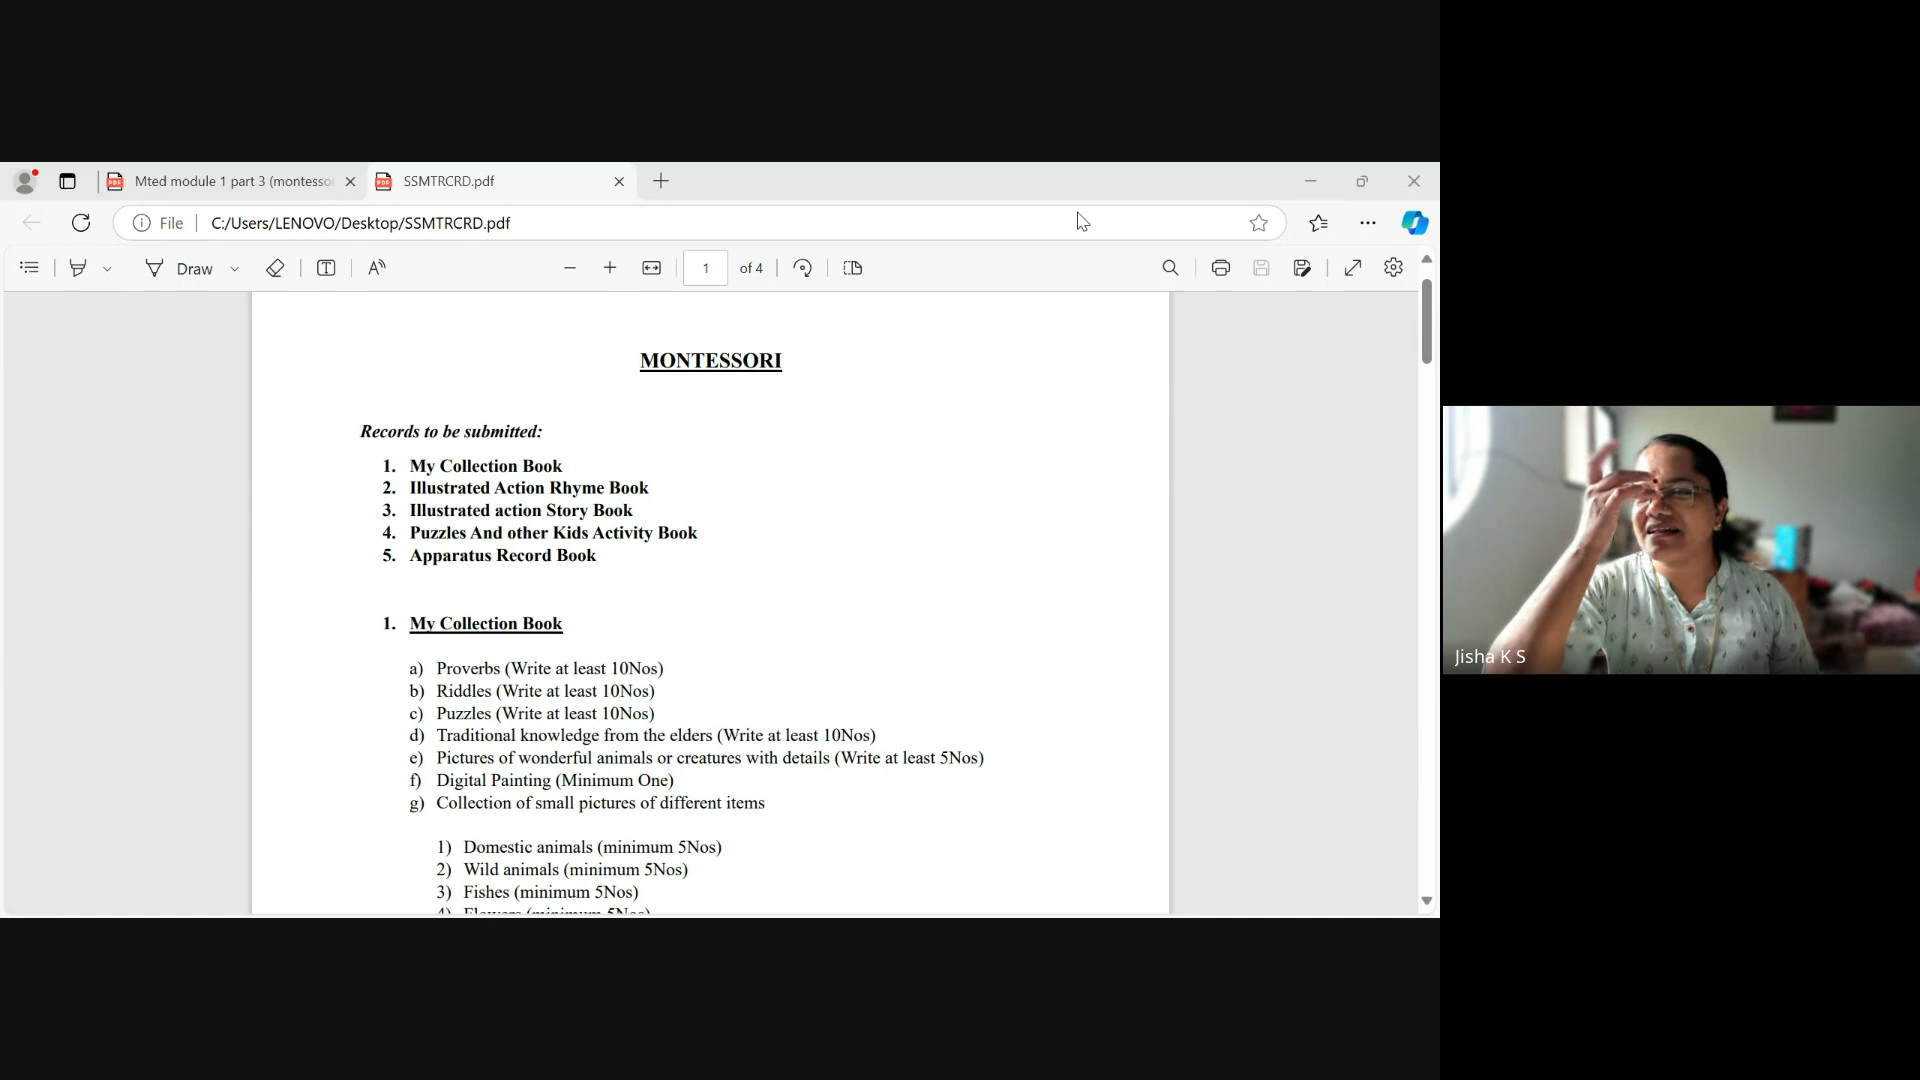 Mted module 1 part 3 (montesso
SSMTRCRD.pdf
File
C:/Users/LENOVO/Desktop/SSMTRCRD.pdf
Draw
1
of 4
MONTESSORI
Records to be submitted:
1. My Collection Book
2. Illustrated Action Rhyme Book
3. Illustrated action Story Book
4. Puzzles And other Kids Activity Book
5. Apparatus Record Book
1. My Collection Book
a) Proverbs (Write at least 10Nos)
b) Riddles (Write at least 10Nos)
c) Puzzles (Write at least 10Nos)
d) Traditional knowledge from the elders (Write at least 10Nos)
e) Pictures of wonderful animals or creatures with details (Write at least 5Nos)
f) Digital Painting (Minimum One)
g) Collection of small pictures of different items
1) Domestic animals (minimum 5Nos)
2) Wild animals (minimum 5Nos)
3) Fishes (minimum 5Nos)
4) Flowers (minimum 5Nos)
Jisha K S